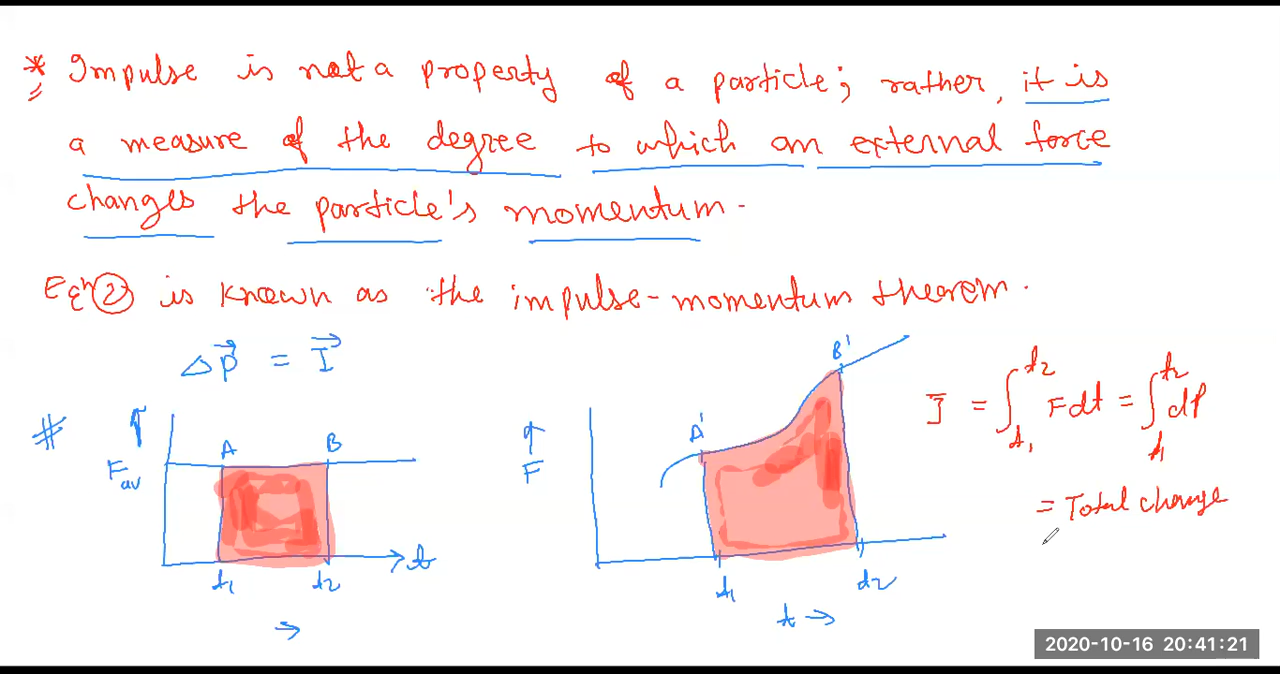 * Impulse is not a property of a particle; rather, it is
a measure of the degree to which an external force
changes the particle's momentum.
Eqⁿ ② is known as the impulse-momentum theorem.
Δp⃗ = I⃗
#
↑
F_av
A
B
t₁
t₂
→ t
→
↑
F
A'
B'
t₁
t₂
t →
I = ∫_{t₁}^{t₂} Fdt = ∫_{t₁}^{t₂} dp
= Total change
2020-10-16 20:41:21